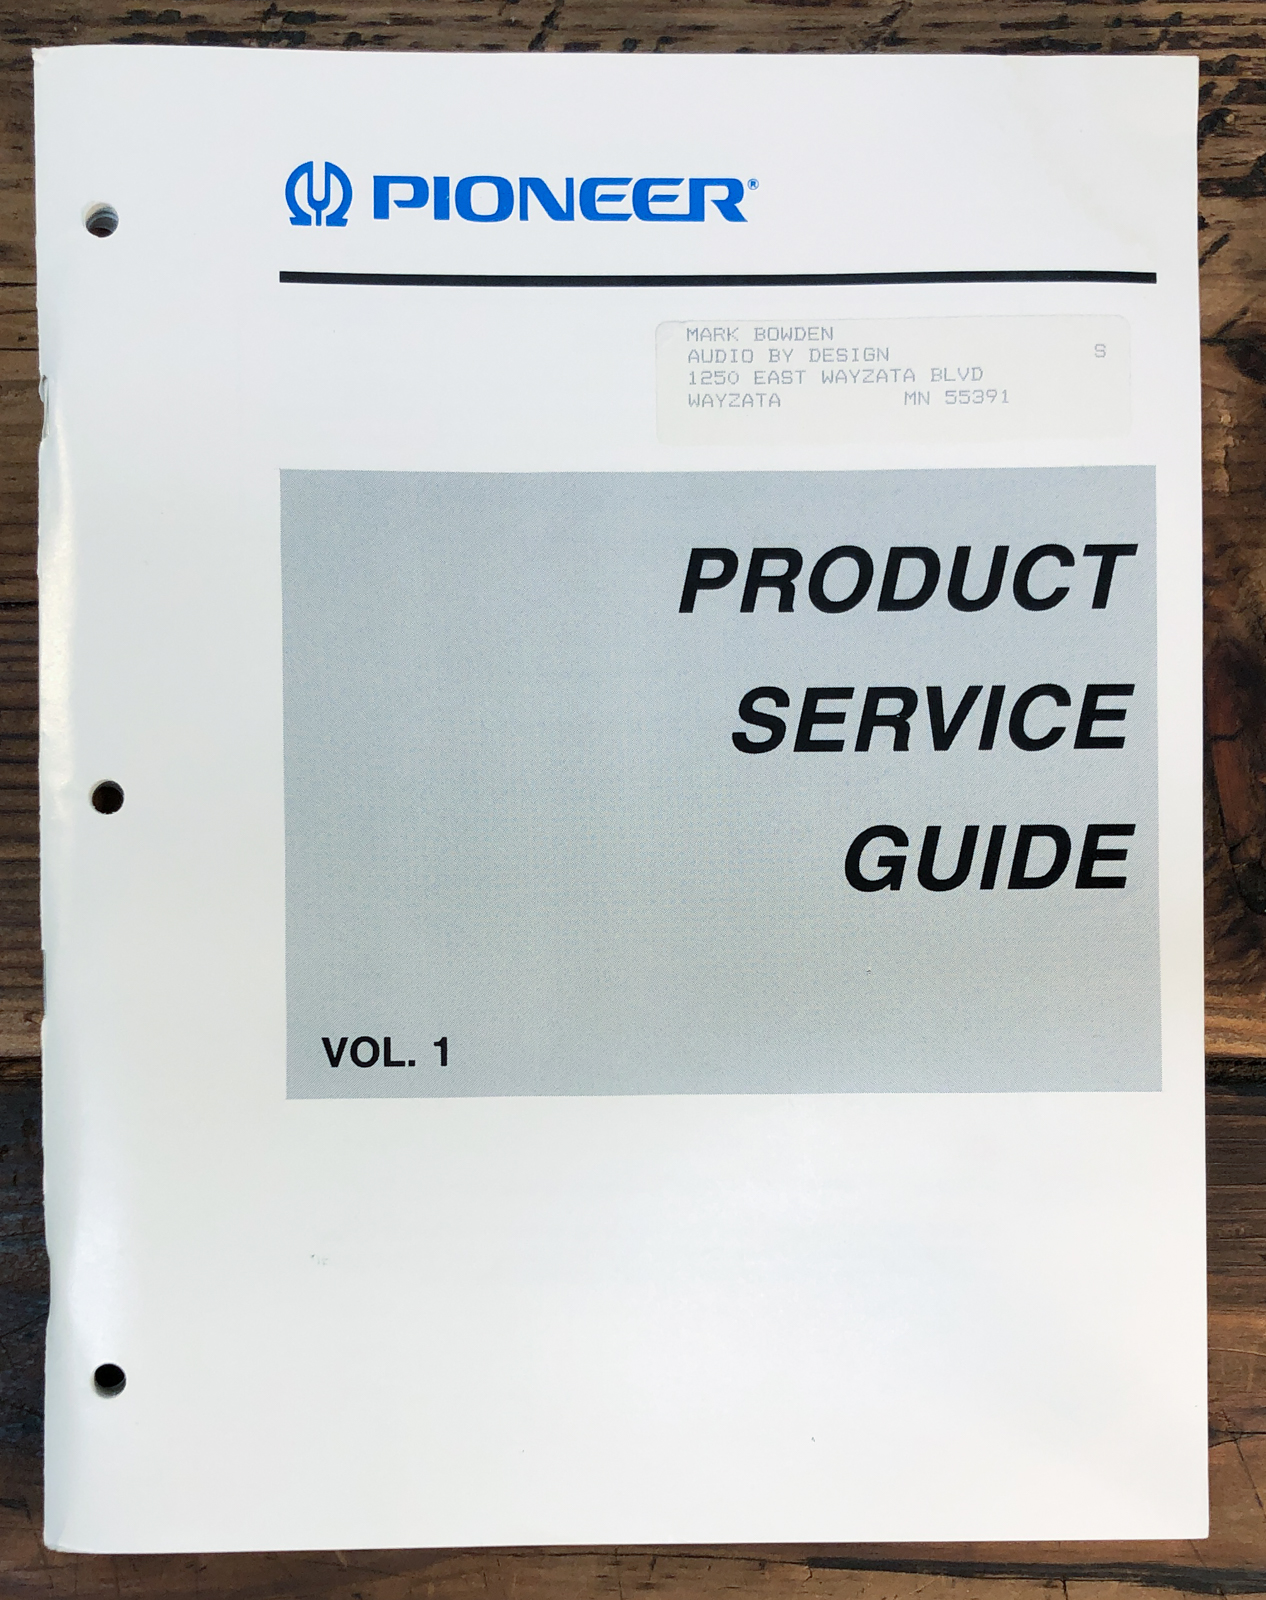 PIONEER®
MARK BOWDEN
AUDIO BY DESIGN S
1250 EAST WAYZATA BLVD
WAYZATA MN 55391
PRODUCT
SERVICE
GUIDE
VOL. 1